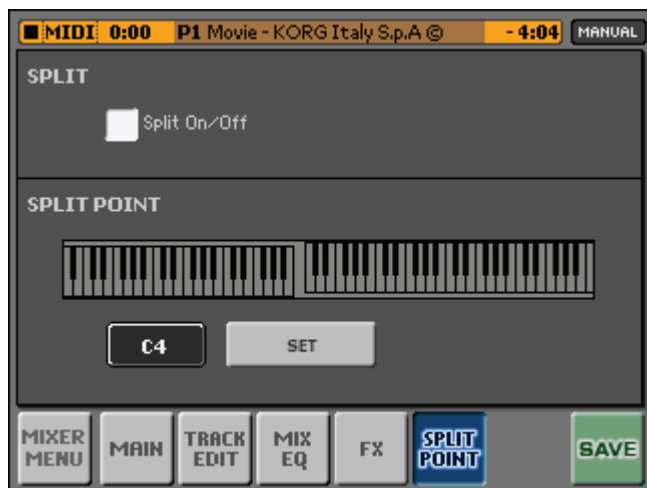 MIDI 0:00 P1 Movie - KORG Italy S.p.A © - 4:04 MANUAL
SPLIT
Split On/Off
SPLIT POINT
C4 SET
MIXER MENU MAIN TRACK EDIT MIX EQ FX SPLIT POINT SAVE